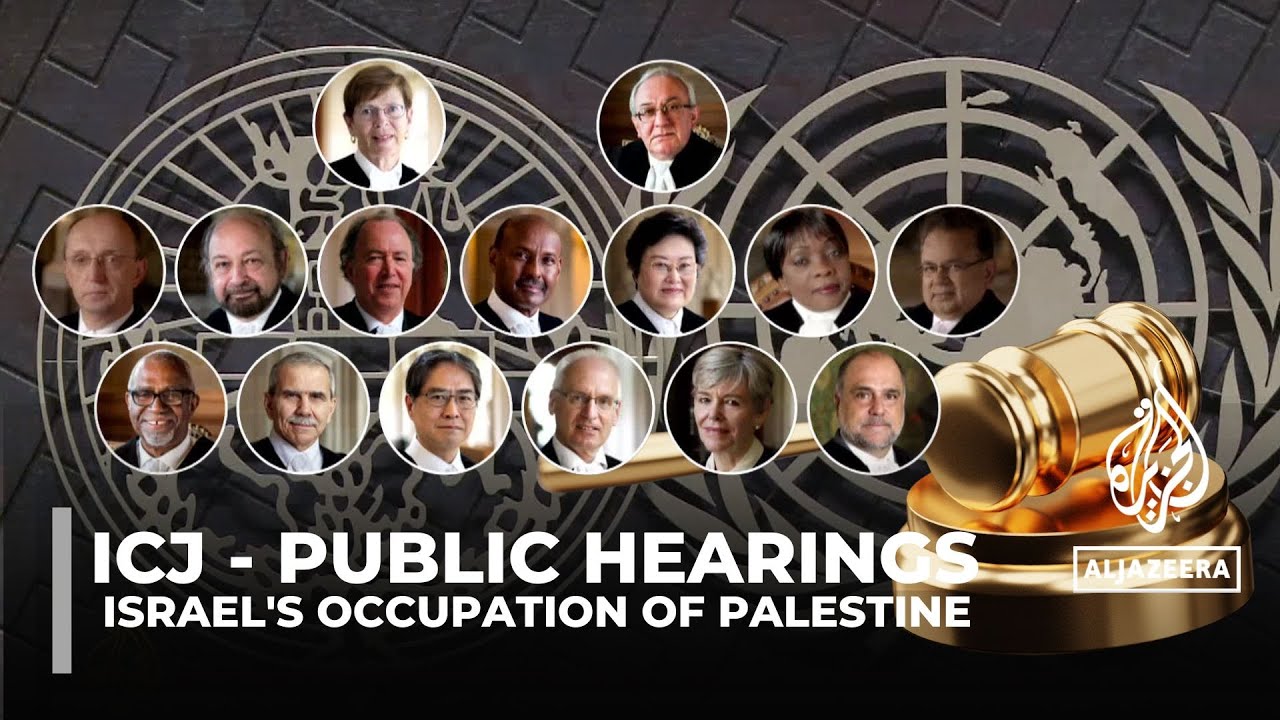 ICJ - PUBLIC HEARINGS
ISRAEL'S OCCUPATION OF PALESTINE
الجزيرة
ALJAZEERA